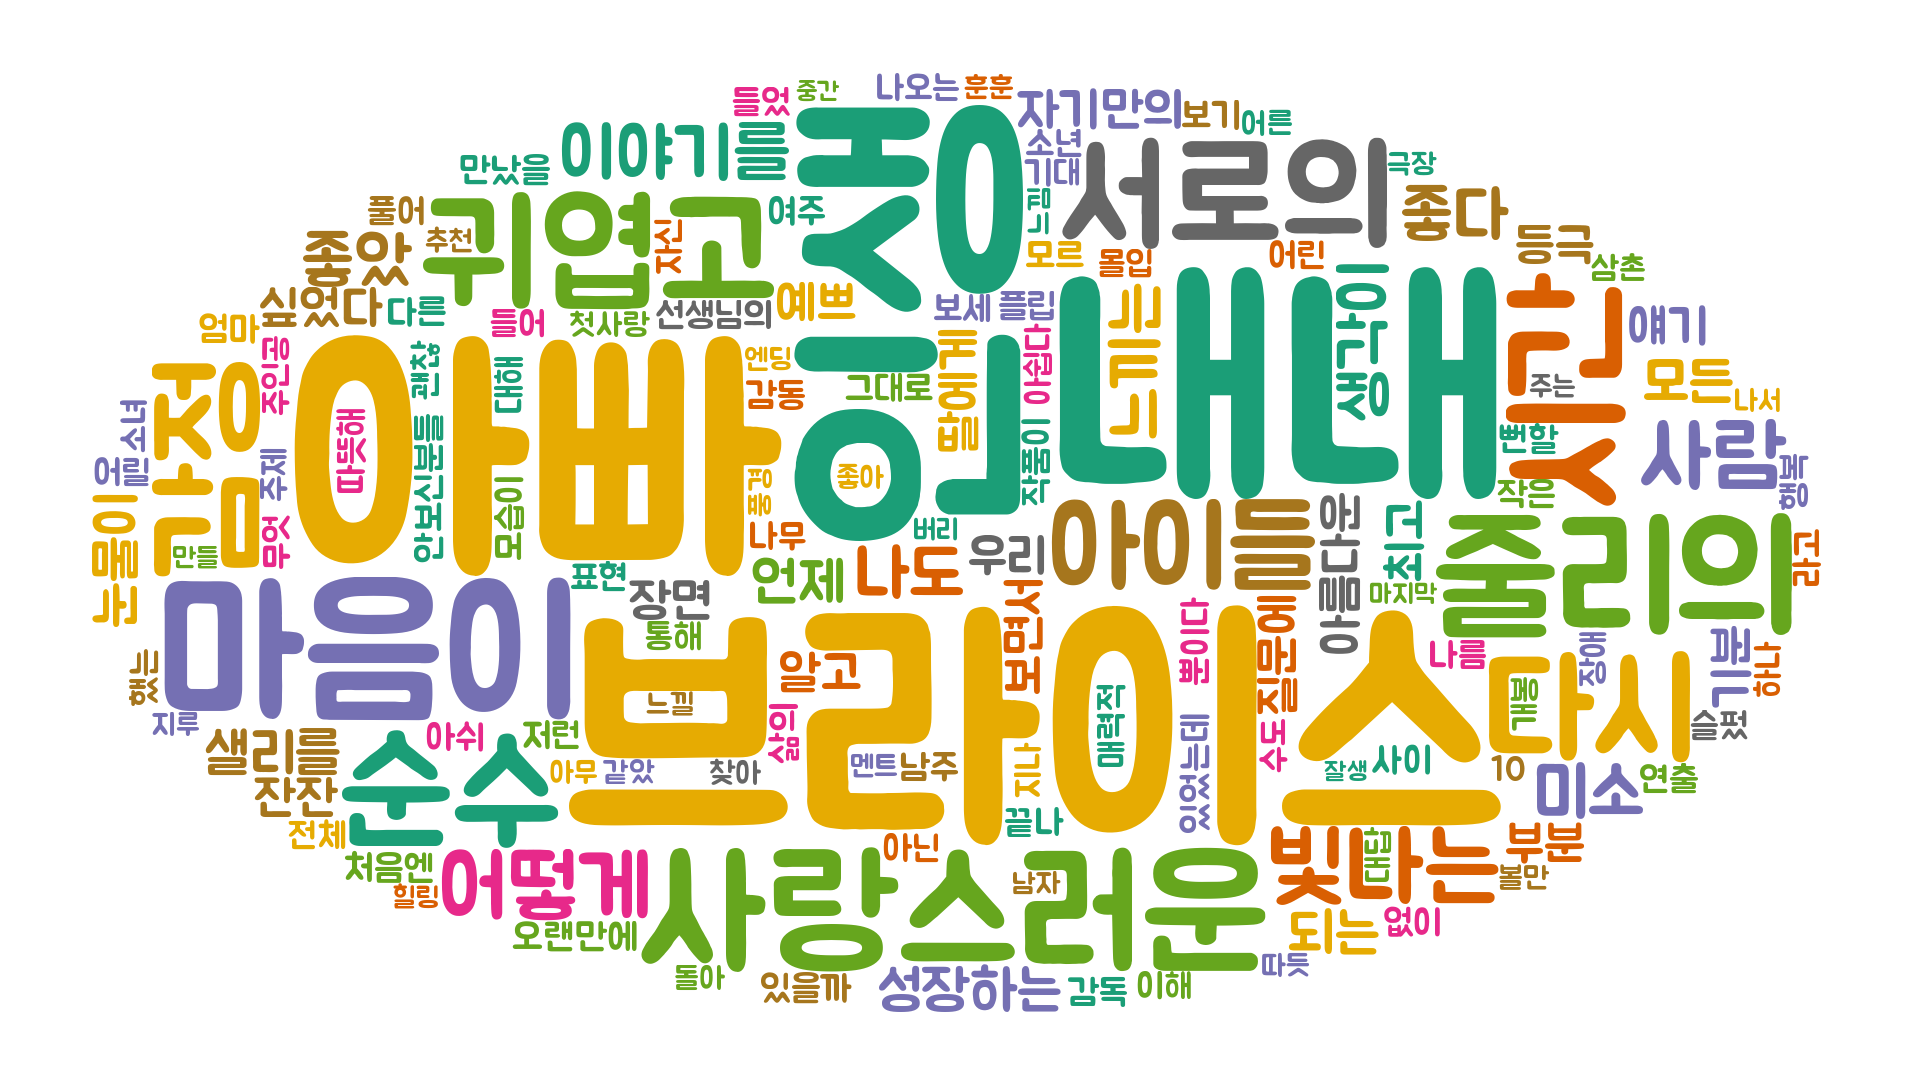 들었
중간
나오는
훈훈
자기만의
보기
어른
소년
기대
만났을
이야기를
중
서로의
극장
느낌
풀어
귀엽고
여주
좋다
좋았
추천
자신
모르
몰입
어린
등극
삼촌
싶었다
다른
들어
첫사랑
선생님의
예쁘
보세
플립
내내
느끼는
생각이
각자
얘기
엄마
주인공
괜찮
대해
엔딩
감동
그대로
아쉽다
주는
모든
나서
감정
소녀
아빠
따뜻해
어릴
주제
안보신분들
모습이
풍경
좋아
작품이
뻔할
작은
사람
행복
눈물이
무엇
만들
나무
버리
우리
아이들
아름다운
최고
줄리의
라고
마음이
표현
장면
통해
언제
나도
보면서
마지막
했는
지루
브라이스
느낄
알고
뿐이다
질문에
나름
장애
기분
하나
매력적
개봉
다시
슬펐
샐리를
잔잔
순수
아쉬
저런
삶의
아무
같았
찾아
멘트
남주
지나
있었는데
수도
잘생
사이
10
미소
연출
전체
처음엔
힐링
어떻게
끝나
아닌
사랑스러운
남자
빛나는
대답
부분
볼만
오랜만에
돌아
있을까
성장하는
감독
이해
따듯
되는
없이